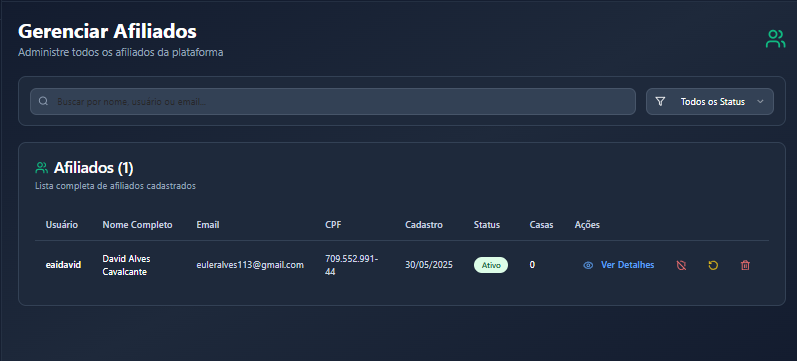 Gerenciar Afiliados
Administre todos os afiliados da plataforma
Buscar por nome, usuário ou email...
Todos os Status
Afiliados (1)
Lista completa de afiliados cadastrados
Usuário Nome Completo Email CPF Cadastro Status Casas Ações
eaidavid David Alves Cavalcante euleralves113@gmail.com 709.552.991-44 30/05/2025 Ativo 0 Ver Detalhes